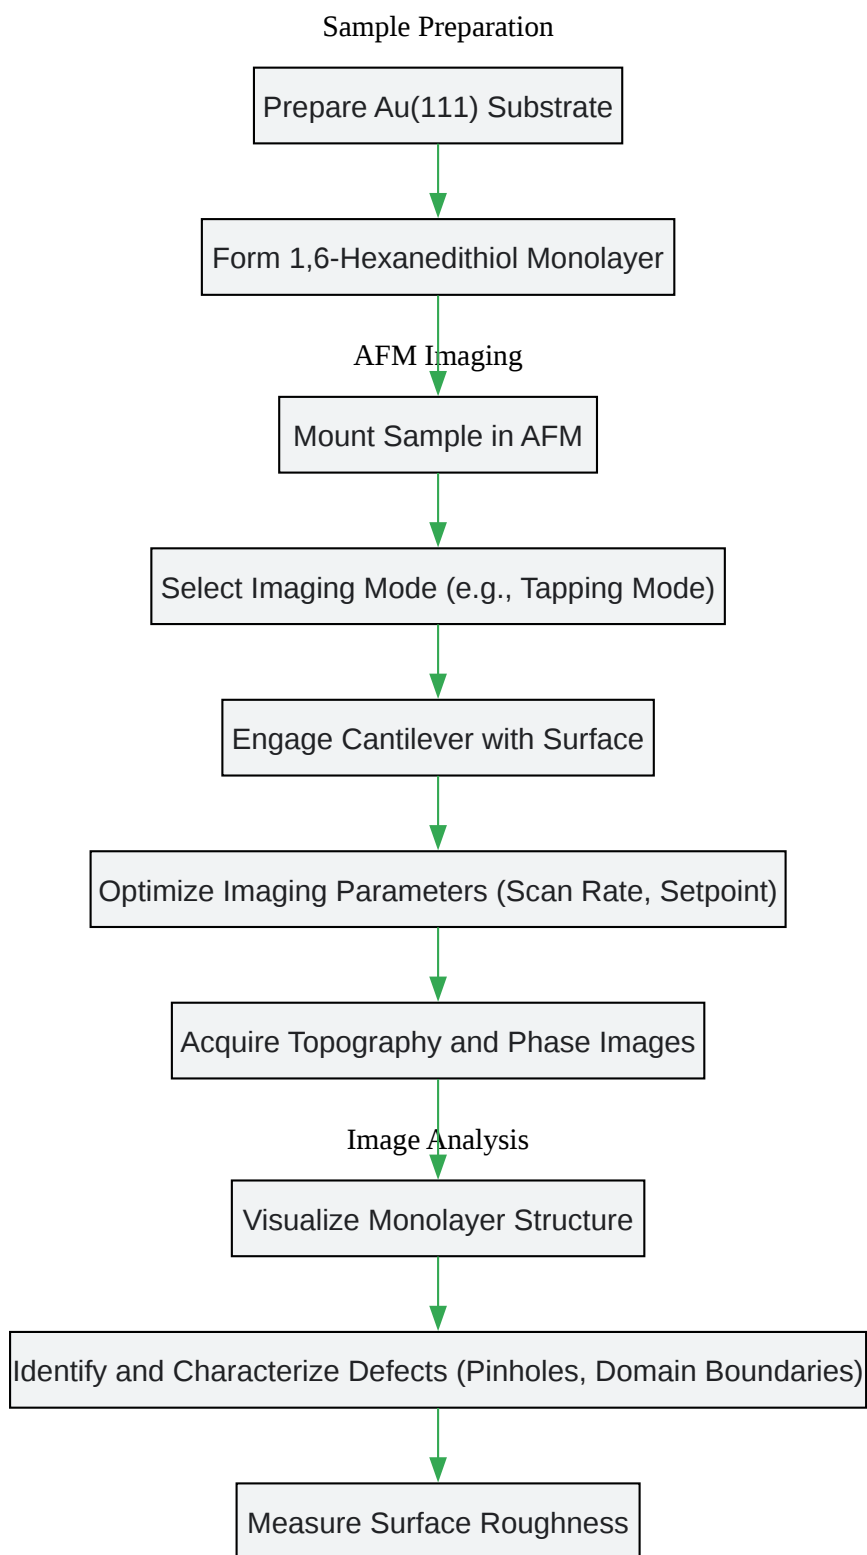 Sample Preparation
Prepare Au(111) Substrate
Form 1,6-Hexanedithiol Monolayer
AFM Imaging
Mount Sample in AFM
Select Imaging Mode (e.g., Tapping Mode)
Engage Cantilever with Surface
Optimize Imaging Parameters (Scan Rate, Setpoint)
Acquire Topography and Phase Images
Image Analysis
Visualize Monolayer Structure
Identify and Characterize Defects (Pinholes, Domain Boundaries)
Measure Surface Roughness